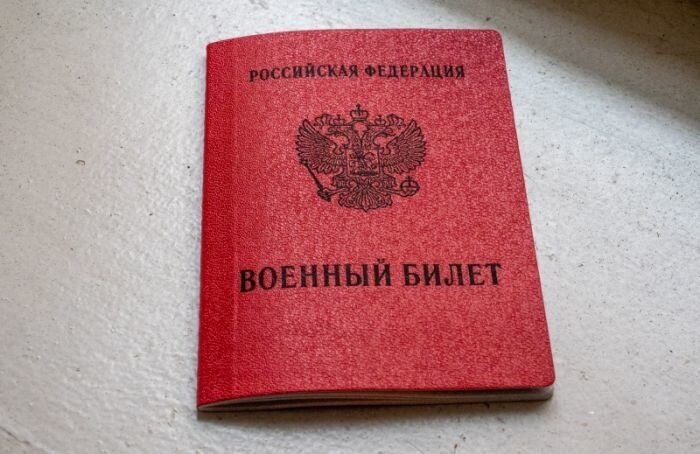 РОССИЙСКАЯ ФЕДЕРАЦИЯ
ВОЕННЫЙ БИЛЕТ